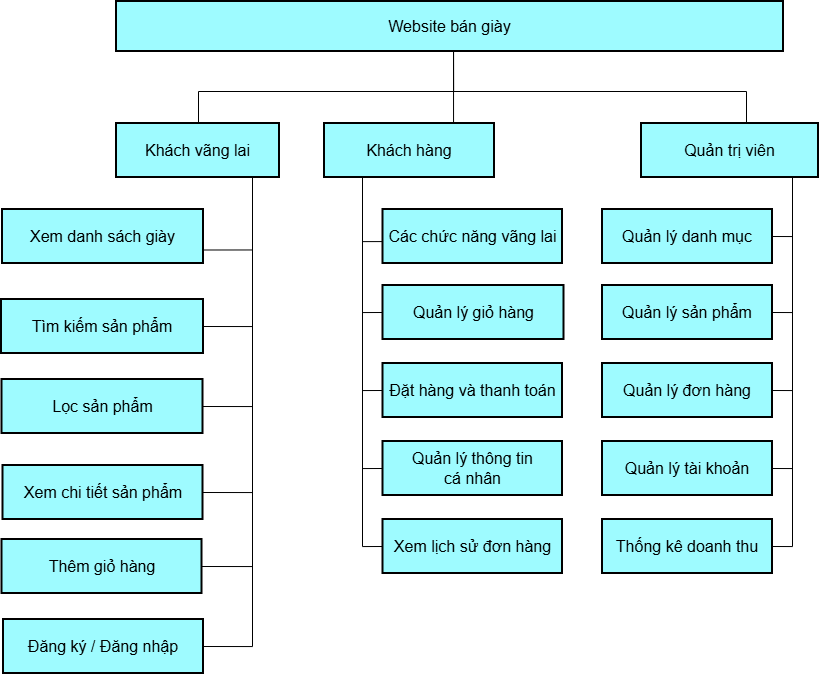 Website bán giày
Khách vãng lai
Khách hàng
Quản trị viên
Xem danh sách giày
Tìm kiếm sản phẩm
Lọc sản phẩm
Xem chi tiết sản phẩm
Thêm giỏ hàng
Đăng ký / Đăng nhập
Các chức năng vãng lai
Quản lý giỏ hàng
Đặt hàng và thanh toán
Quản lý thông tin
cá nhân
Xem lịch sử đơn hàng
Quản lý danh mục
Quản lý sản phẩm
Quản lý đơn hàng
Quản lý tài khoản
Thống kê doanh thu